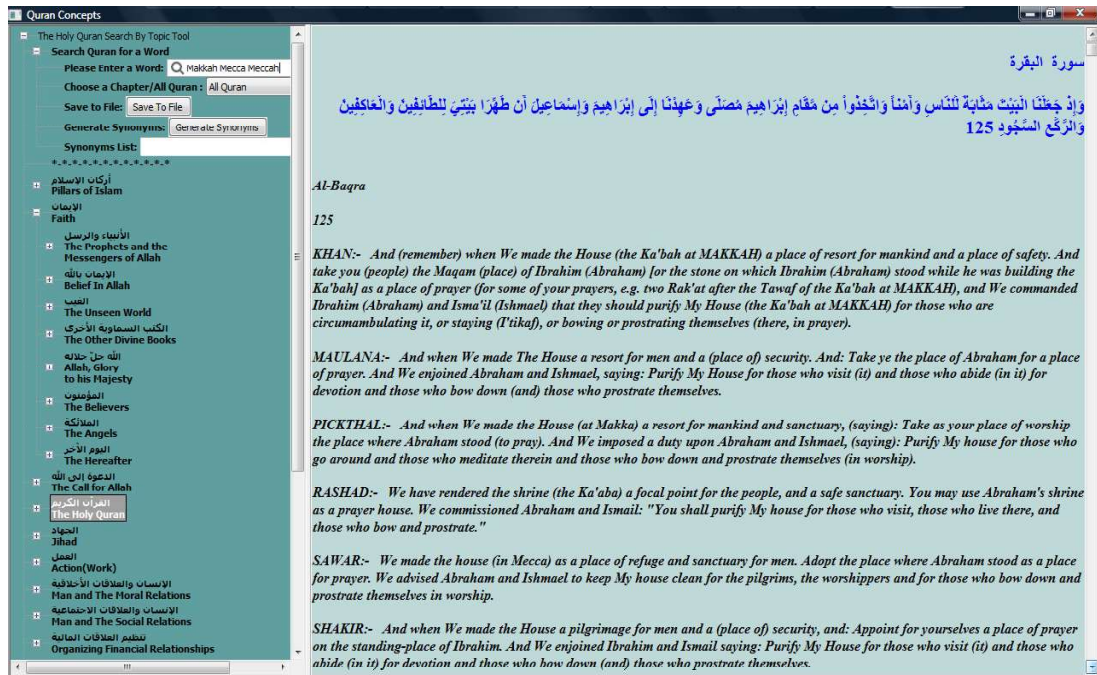 Quran Concepts
The Holy Quran Search By Topic Tool
Search Quran for a Word
Please Enter a Word: Makkah Mecca Meccah
Choose a Chapter/All Quran : All Quran
Save to File: Save To File
Generate Synonyms: Generate Synonyms
Synonyms List:
*-*-*-*-*-*-*-*-*-*-*-*
أركان الإسلام
Pillars of Islam
الإيمان
Faith
الأنبياء والرسل
The Prophets and the
Messengers of Allah
الإيمان بالله
Belief In Allah
الغيب
The Unseen World
الكتب السماوية الأخرى
The Other Divine Books
الله جلّ جلاله
Allah, Glory
to his Majesty
المؤمنون
The Believers
الملائكة
The Angels
اليوم الآخر
The Hereafter
الدعوة إلى الله
The Call for Allah
القرآن الكريم
The Holy Quran
الجهاد
Jihad
العمل
Action(Work)
الإنسان والعلاقات الأخلاقية
Man and The Moral Relations
الإنسان والعلاقات الاجتماعية
Man and The Social Relations
تنظيم العلاقات المالية
Organizing Financial Relationships
سورة البقرة
وَإِذْ جَعَلْنَا الْبَيْتَ مَثَابَةً لِّلنَّاسِ وَأَمْناً وَاتَّخِذُواْ مِن مَّقَامِ إِبْرَاهِيمَ مُصَلًّى وَعَهِدْنَا إِلَى إِبْرَاهِيمَ وَإِسْمَاعِيلَ أَن طَهِّرَا بَيْتِيَ لِلطَّائِفِينَ وَالْعَاكِفِينَ
وَالرُّكَّعِ السُّجُودِ 125
Al-Baqra
125
KHAN:- And (remember) when We made the House (the Ka'bah at MAKKAH) a place of resort for mankind and a place of safety. And
take you (people) the Maqam (place) of Ibrahim (Abraham) [or the stone on which Ibrahim (Abraham) stood while he was building the
Ka'bah] as a place of prayer (for some of your prayers, e.g. two Rak'at after the Tawaf of the Ka'bah at MAKKAH), and We commanded
Ibrahim (Abraham) and Isma'il (Ishmael) that they should purify My House (the Ka'bah at MAKKAH) for those who are
circumambulating it, or staying (I'tikaf), or bowing or prostrating themselves (there, in prayer).
MAULANA:- And when We made The House a resort for men and a (place of) security. And: Take ye the place of Abraham for a place
of prayer. And We enjoined Abraham and Ishmael, saying: Purify My House for those who visit (it) and those who abide (in it) for
devotion and those who bow down (and) those who prostrate themselves.
PICKTHAL:- And when We made the House (at Makka) a resort for mankind and sanctuary, (saying): Take as your place of worship
the place where Abraham stood (to pray). And We imposed a duty upon Abraham and Ishmael, (saying): Purify My house for those who
go around and those who meditate therein and those who bow down and prostrate themselves (in worship).
RASHAD:- We have rendered the shrine (the Ka'aba) a focal point for the people, and a safe sanctuary. You may use Abraham's shrine
as a prayer house. We commissioned Abraham and Ismail: "You shall purify My house for those who visit, those who live there, and
those who bow and prostrate."
SAWAR:- We made the house (in Mecca) as a place of refuge and sanctuary for men. Adopt the place where Abraham stood as a place
for prayer. We advised Abraham and Ishmael to keep My house clean for the pilgrims, the worshippers and for those who bow down and
prostrate themselves in worship.
SHAKIR:- And when We made the House a pilgrimage for men and a (place of) security, and: Appoint for yourselves a place of prayer
on the standing-place of Ibrahim. And We enjoined Ibrahim and Ismail saying: Purify My House for those who visit (it) and those who
abide (in it) for devotion and those who bow down (and) those who prostrate themselves.